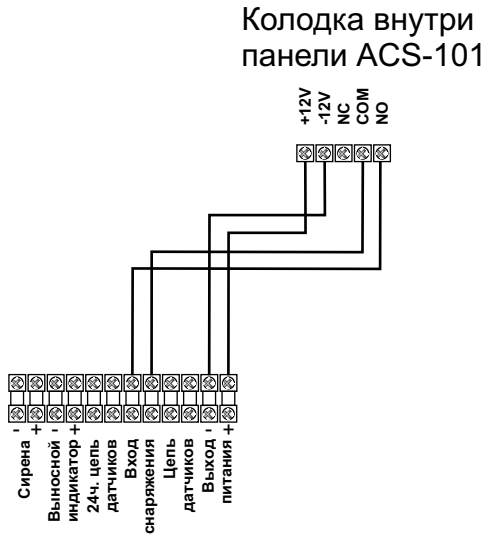 Колодка внутри
панели ACS-101
+12V
-12V
NC
COM
NO
- Сирена +
Выносной -
индикатор +
24ч. цепь
датчиков
Вход
снаряжения
Цепь
датчиков
Выход -
питания +